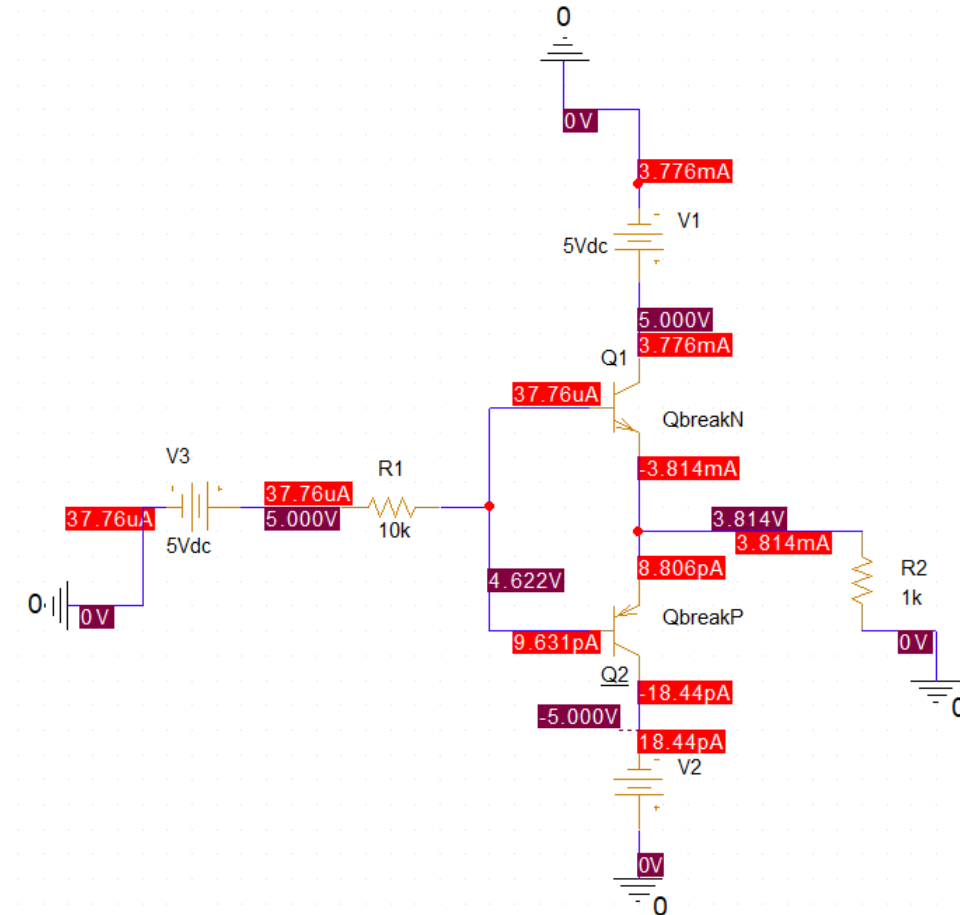 0
0V
3.776mA
V1
5Vdc
5.000V
3.776mA
Q1
37.76uA
QbreakN
V3
R1
-3.814mA
37.76uA
37.76uA
5.000V
3.814V
3.814mA
5Vdc
10k
8.806pA
4.622V
R2
1k
0
0V
QbreakP
9.631pA
0V
Q2
-18.44pA
-5.000V
0
18.44pA
V2
0V
0